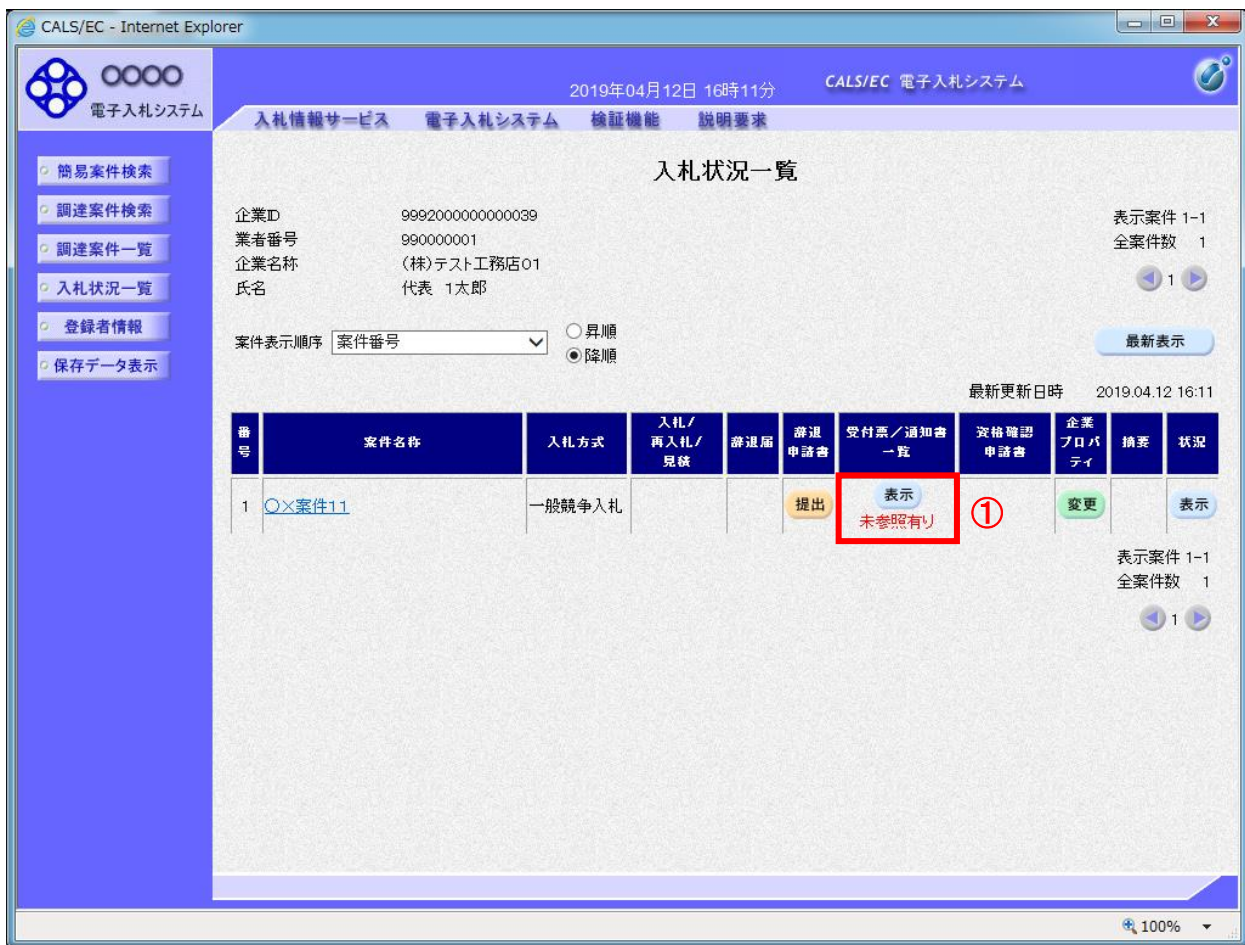 CALS/EC - Internet Explorer
〇〇〇〇
電子入札システム
2019年04月12日 16時11分
CALS/EC 電子入札システム
入札情報サービス 電子入札システム 検証機能 説明要求
簡易案件検索
調達案件検索
調達案件一覧
入札状況一覧
登録者情報
保存データ表示
入札状況一覧
企業ID 9992000000000039
業者番号 990000001
企業名称 (株)テスト工務店01
氏名 代表 1太郎
表示案件 1-1
全案件数 1
1
案件表示順序 案件番号
昇順
降順
最新表示
最新更新日時 2019.04.12 16:11
番号 案件名称 入札方式 入札/再入札/見積 辞退届 辞退申請書 受付票/通知書一覧 資格確認申請書 企業プロパティ 摘要 状況
1 〇×案件11 一般競争入札 提出 表示 変更 表示
未参照有り
①
表示案件 1-1
全案件数 1
1
100%